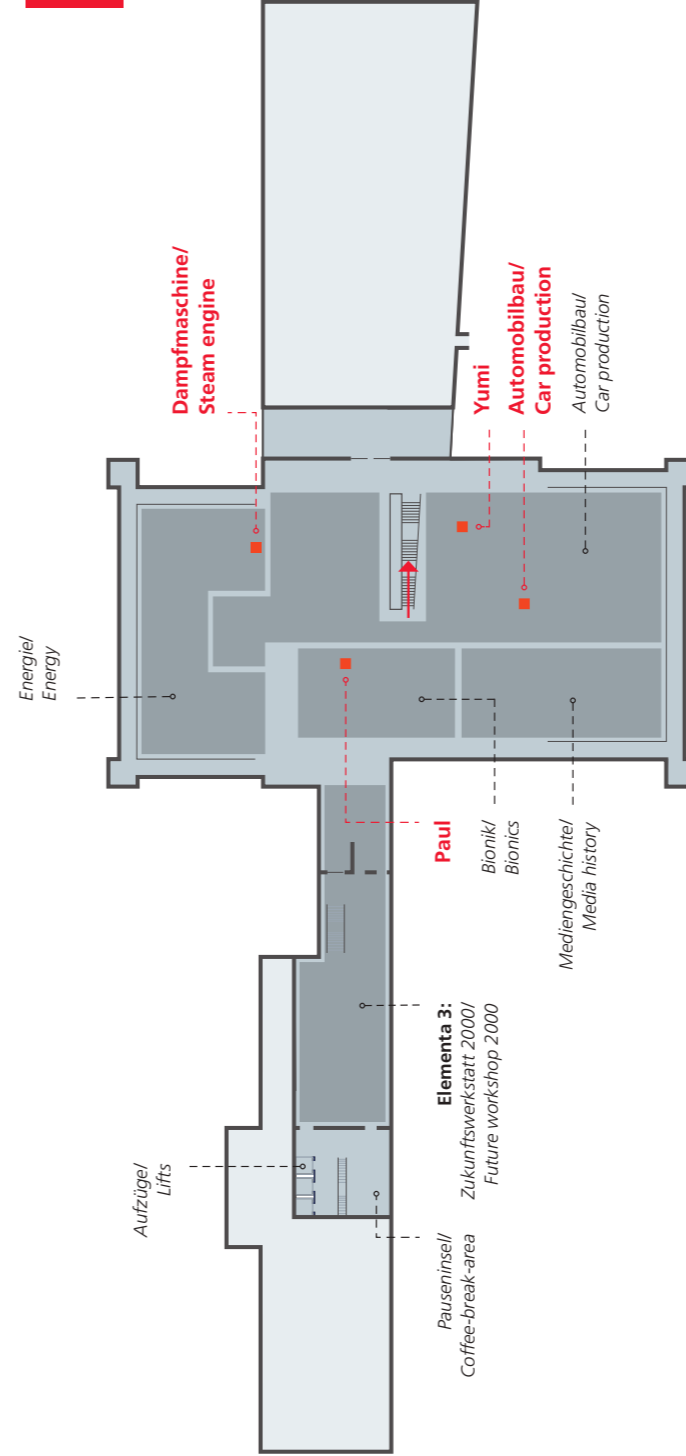 Energie/
Energy
Dampfmaschine/
Steam engine
Yumi
Automobilbau/
Car production
Automobilbau/
Car production
Aufzüge/
Lifts
Pauseninsel/
Coffee-break-area
Elementa 3:
Zukunftswerkstatt 2000/
Future workshop 2000
Paul
Bionik/
Bionics
Mediengeschichte/
Media history